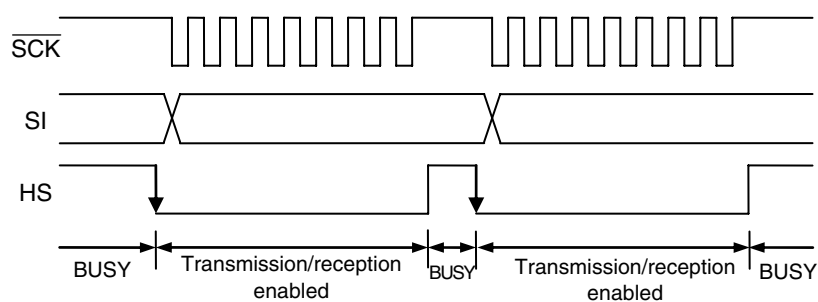 SCK
SI
HS
BUSY
Transmission/reception
enabled
BUSY
Transmission/reception
enabled
BUSY